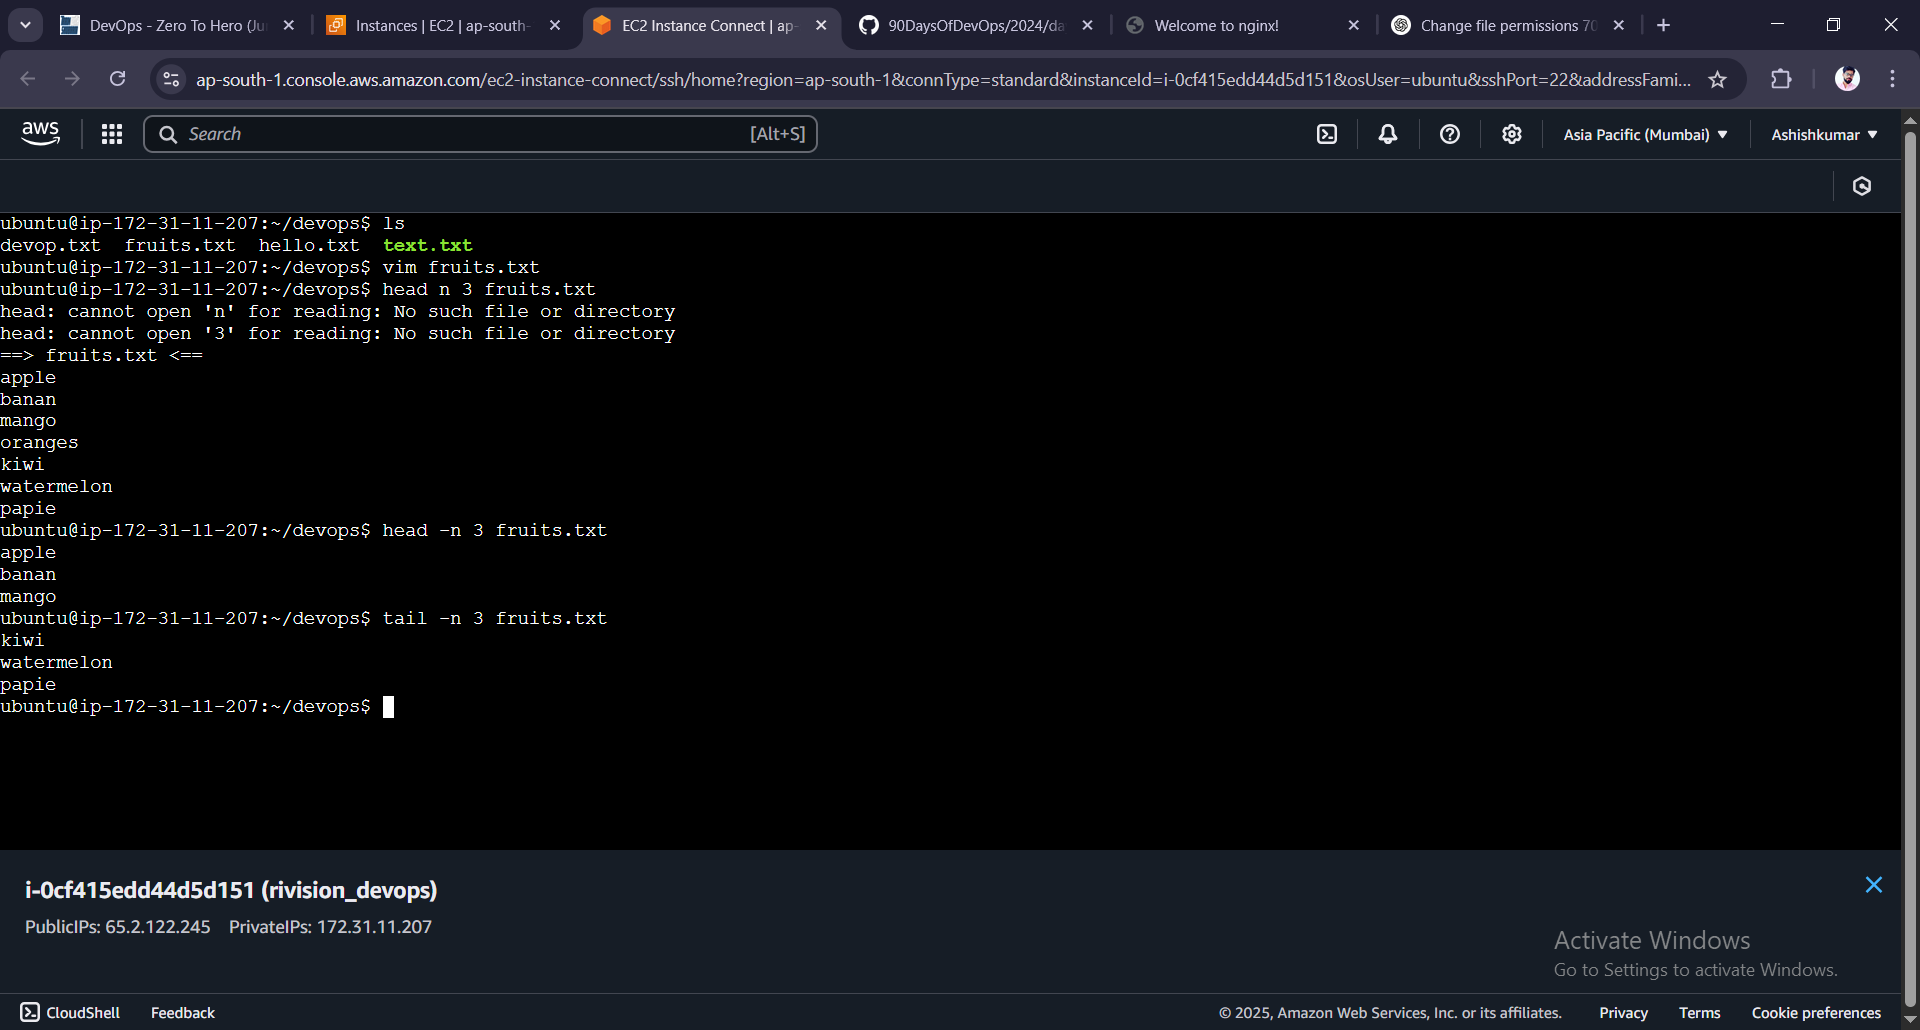 DevOps - Zero To Hero (Ju
Instances | EC2 | ap-south-
EC2 Instance Connect | ap-
90DaysOfDevOps/2024/da
Welcome to nginx!
Change file permissions 70
ap-south-1.console.aws.amazon.com/ec2-instance-connect/ssh/home?region=ap-south-1&connType=standard&instanceId=i-0cf415edd44d5d151&osUser=ubuntu&sshPort=22&addressFami...
aws
Search
[Alt+S]
Asia Pacific (Mumbai)
Ashishkumar
ubuntu@ip-172-31-11-207:~/devops$ ls
devop.txt  fruits.txt  hello.txt  text.txt
ubuntu@ip-172-31-11-207:~/devops$ vim fruits.txt
ubuntu@ip-172-31-11-207:~/devops$ head n 3 fruits.txt
head: cannot open 'n' for reading: No such file or directory
head: cannot open '3' for reading: No such file or directory
==> fruits.txt <==
apple
banan
mango
oranges
kiwi
watermelon
papie
ubuntu@ip-172-31-11-207:~/devops$ head -n 3 fruits.txt
apple
banan
mango
ubuntu@ip-172-31-11-207:~/devops$ tail -n 3 fruits.txt
kiwi
watermelon
papie
ubuntu@ip-172-31-11-207:~/devops$
i-0cf415edd44d5d151 (rivision_devops)
PublicIPs: 65.2.122.245    PrivateIPs: 172.31.11.207
Activate Windows
Go to Settings to activate Windows.
CloudShell
Feedback
© 2025, Amazon Web Services, Inc. or its affiliates.
Privacy
Terms
Cookie preferences